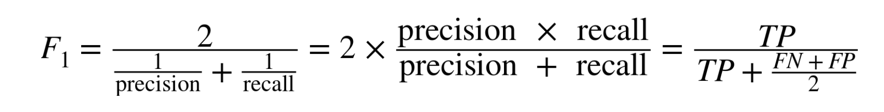 F₁ = 2 / (1/precision + 1/recall) = 2 × (precision × recall) / (precision + recall) = TP / (TP + (FN + FP)/2)